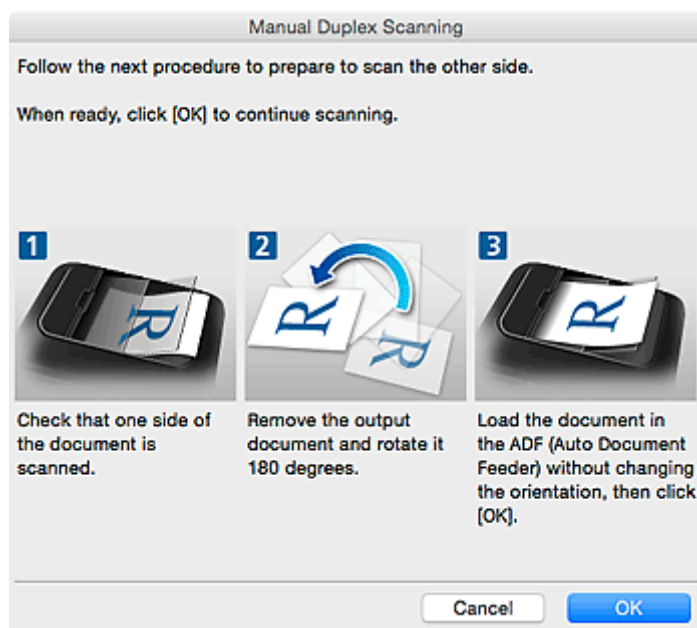 Manual Duplex Scanning
Follow the next procedure to prepare to scan the other side.
When ready, click [OK] to continue scanning.
1
R
Check that one side of
the document is
scanned.
2
R
R
Remove the output
document and rotate it
180 degrees.
3
R
Load the document in
the ADF (Auto Document
Feeder) without changing
the orientation, then click
[OK].
Cancel
OK